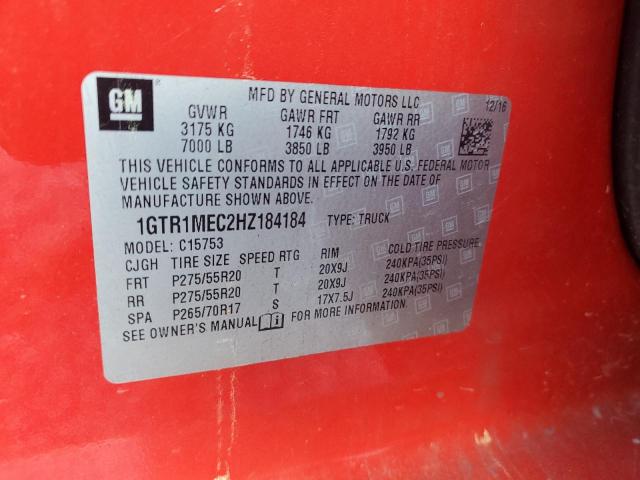 GM
MFD BY GENERAL MOTORS LLC
12/16
GVWR GAWR FRT GAWR RR
3175 KG 1746 KG 1792 KG
7000 LB 3850 LB 3950 LB
THIS VEHICLE CONFORMS TO ALL APPLICABLE U.S. FEDERAL MOTOR
VEHICLE SAFETY STANDARDS IN EFFECT ON THE DATE OF
MANUFACTURE SHOWN ABOVE.
1GTR1MEC2HZ184184 TYPE: TRUCK
MODEL: C15753
CJGH TIRE SIZE SPEED RTG RIM COLD TIRE PRESSURE
FRT P275/55R20 T 20X9J 240KPA(35PSI)
RR P275/55R20 T 20X9J 240KPA(35PSI)
SPA P265/70R17 S 17X7.5J 240KPA(35PSI)
SEE OWNER'S MANUAL FOR MORE INFORMATION.